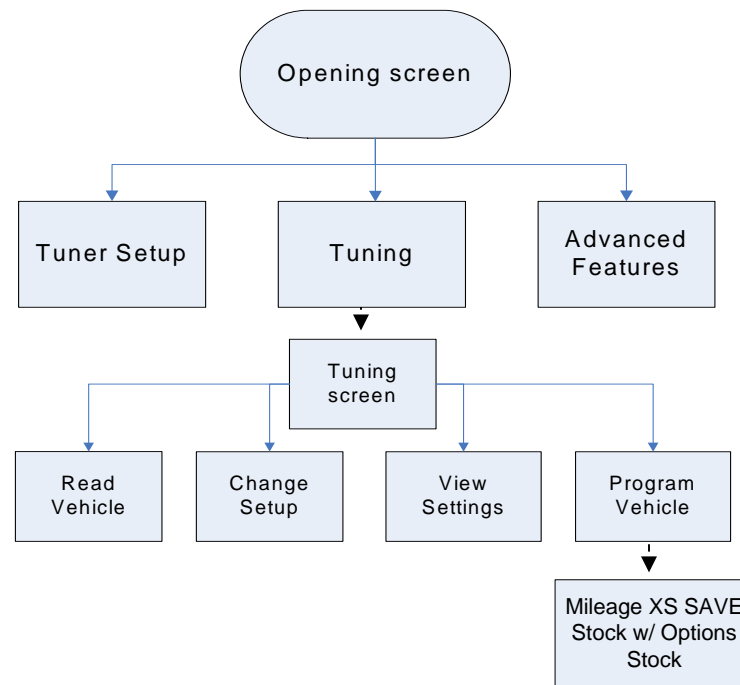 Opening screen
Tuner Setup
Tuning
Advanced
Features
Tuning
screen
Read
Vehicle
Change
Setup
View
Settings
Program
Vehicle
Mileage XS SAVE
Stock w/ Options
Stock